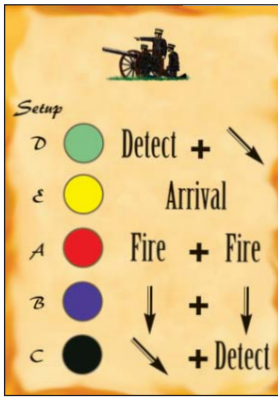 Setup
D Detect +
E Arrival
A Fire + Fire
B +
C + Detect